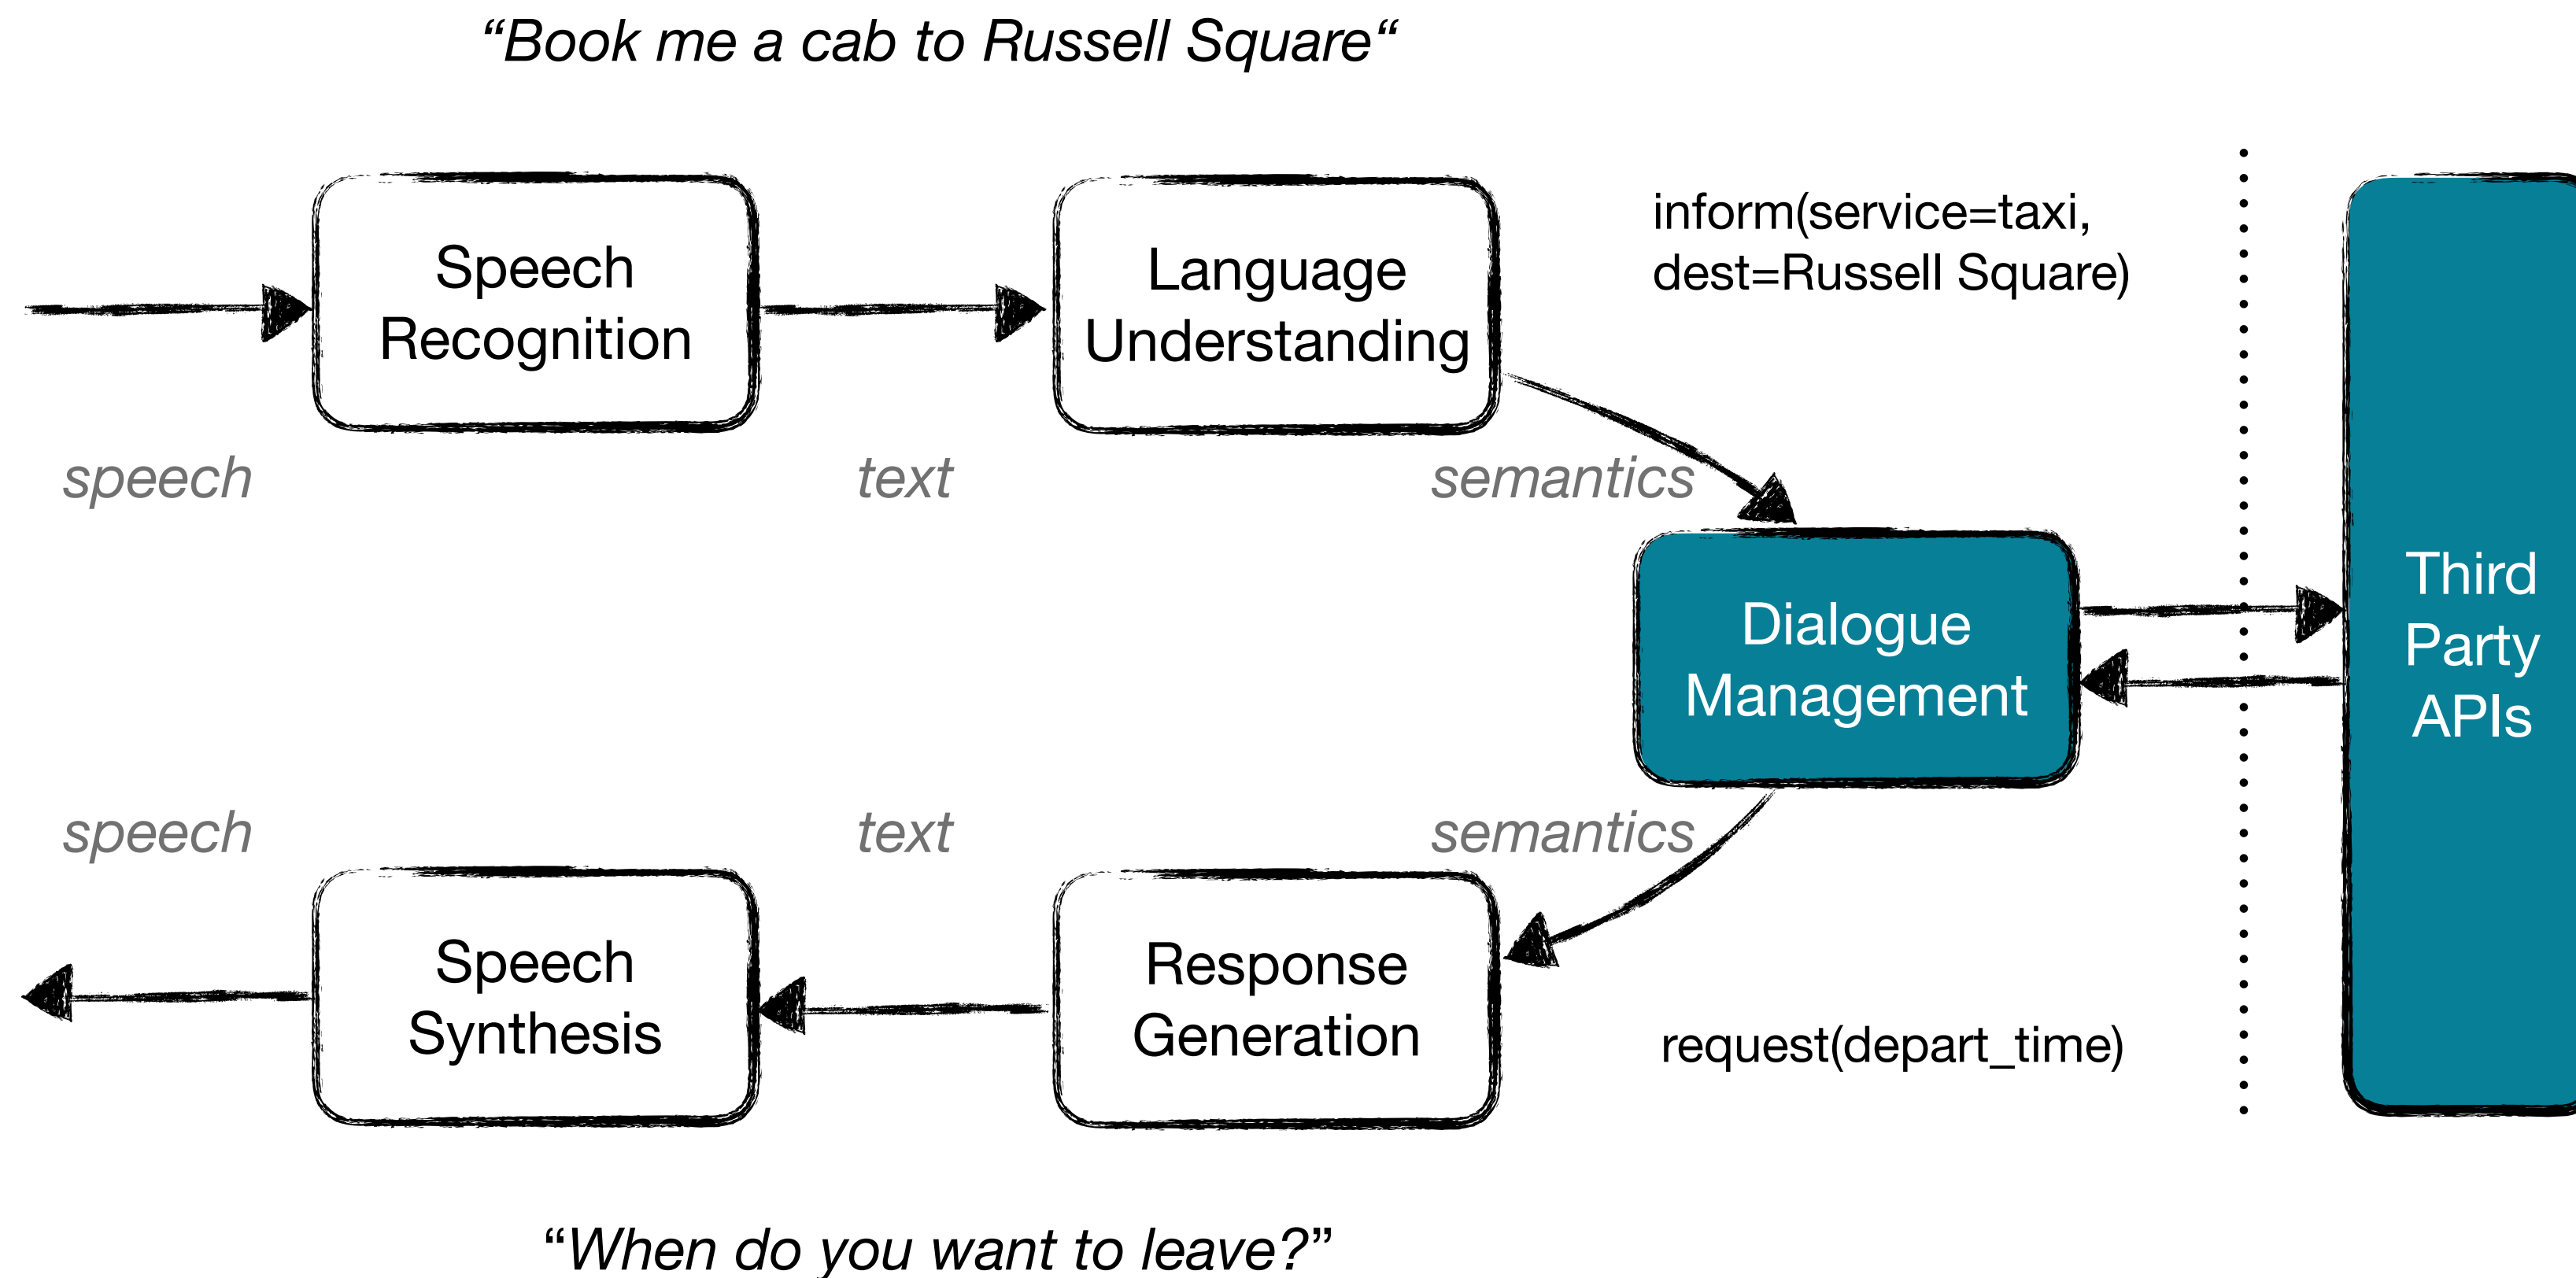 “Book me a cab to Russell Square“
Speech
Recognition
Language
Understanding
inform(service=taxi,
dest=Russell Square)
speech
text
semantics
Dialogue
Management
Third
Party
APIs
speech
text
semantics
Speech
Synthesis
Response
Generation
request(depart_time)
“When do you want to leave?”